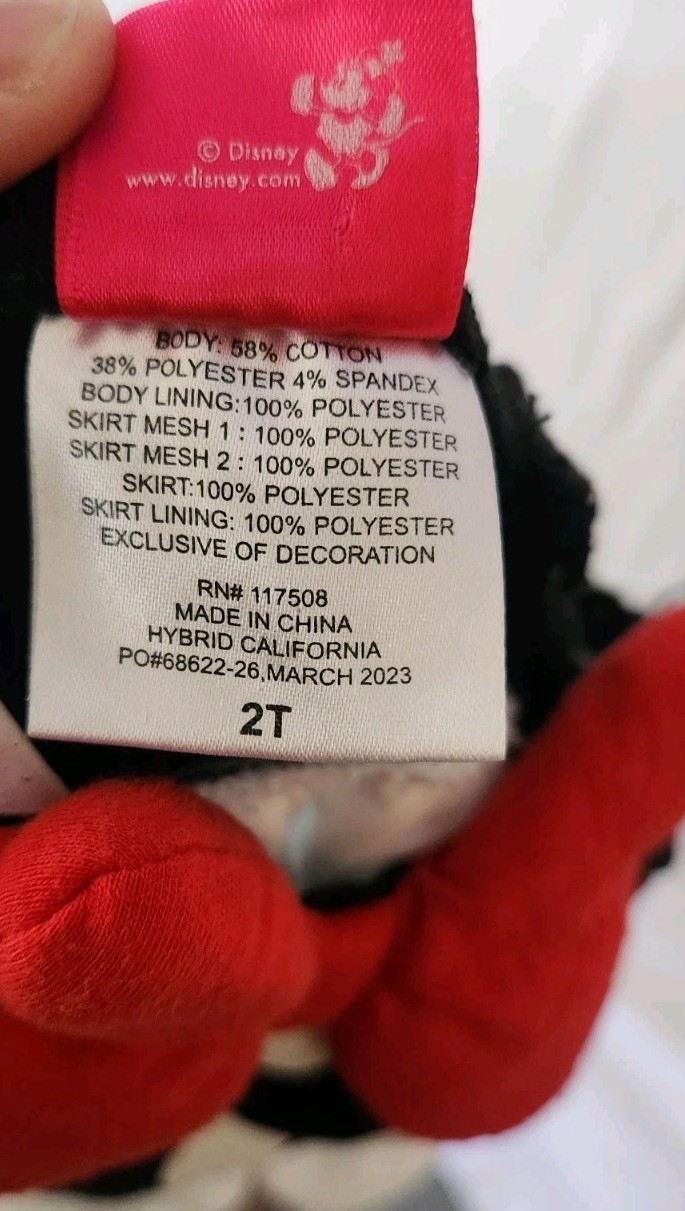 © Disney
www.disney.com
BODY: 58% COTTON
38% POLYESTER 4% SPANDEX
BODY LINING:100% POLYESTER
SKIRT MESH 1 : 100% POLYESTER
SKIRT MESH 2 : 100% POLYESTER
SKIRT:100% POLYESTER
SKIRT LINING: 100% POLYESTER
EXCLUSIVE OF DECORATION
RN# 117508
MADE IN CHINA
HYBRID CALIFORNIA
PO#68622-26,MARCH 2023
2T